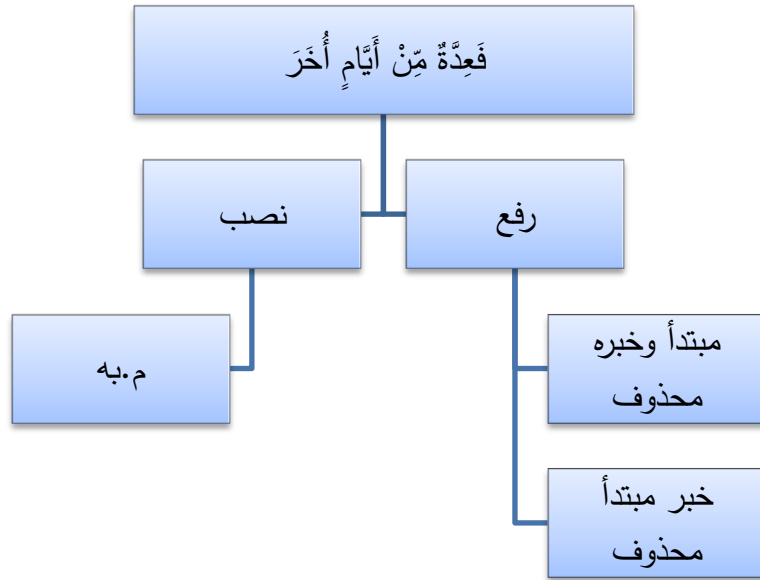 فَعِدَّةٌ مِّنْ أَيَّامٍ أُخَرَ
رفع
نصب
مبتدأ وخبره
محذوف
خبر مبتدأ
محذوف
م.به